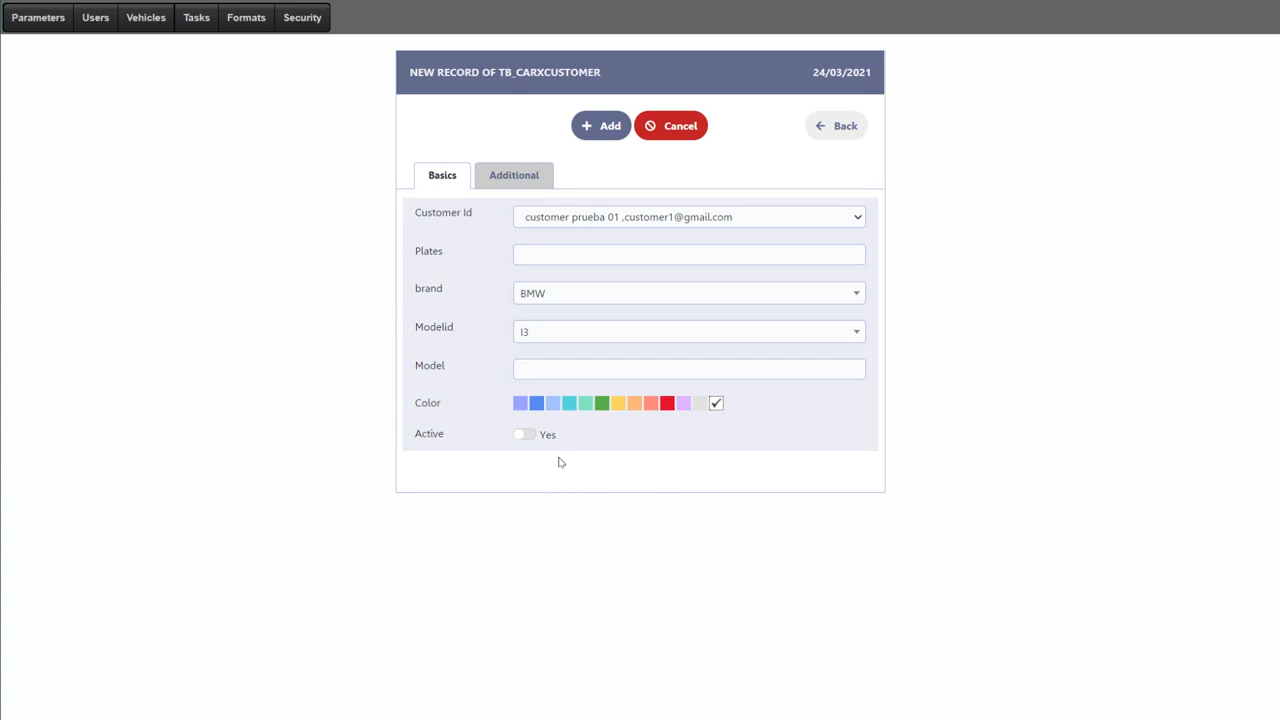 Parameters Users Vehicles Tasks Formats Security
NEW RECORD OF TB_CARXCUSTOMER 24/03/2021
Add Cancel Back
Basics Additional
Customer Id customer prueba 01 ,customer1@gmail.com
Plates
brand BMW
Modelid I3
Model
Color
Active Yes